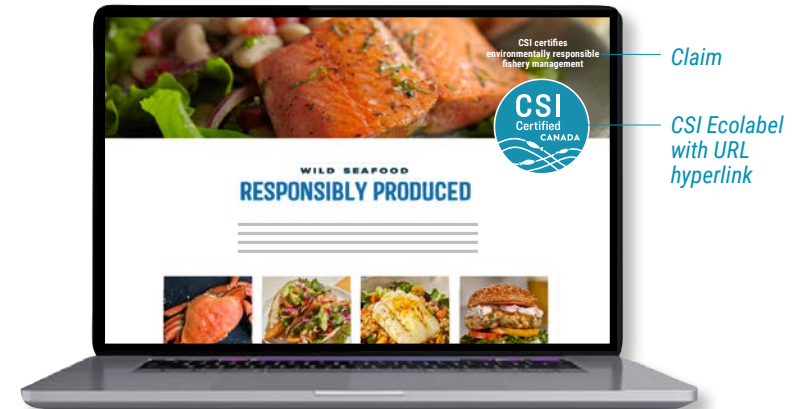 CSI certifies
environmentally responsible
fishery management
Claim
CSI
Certified
CANADA
CSI Ecolabel
with URL
hyperlink
WILD SEAFOOD
RESPONSIBLY PRODUCED